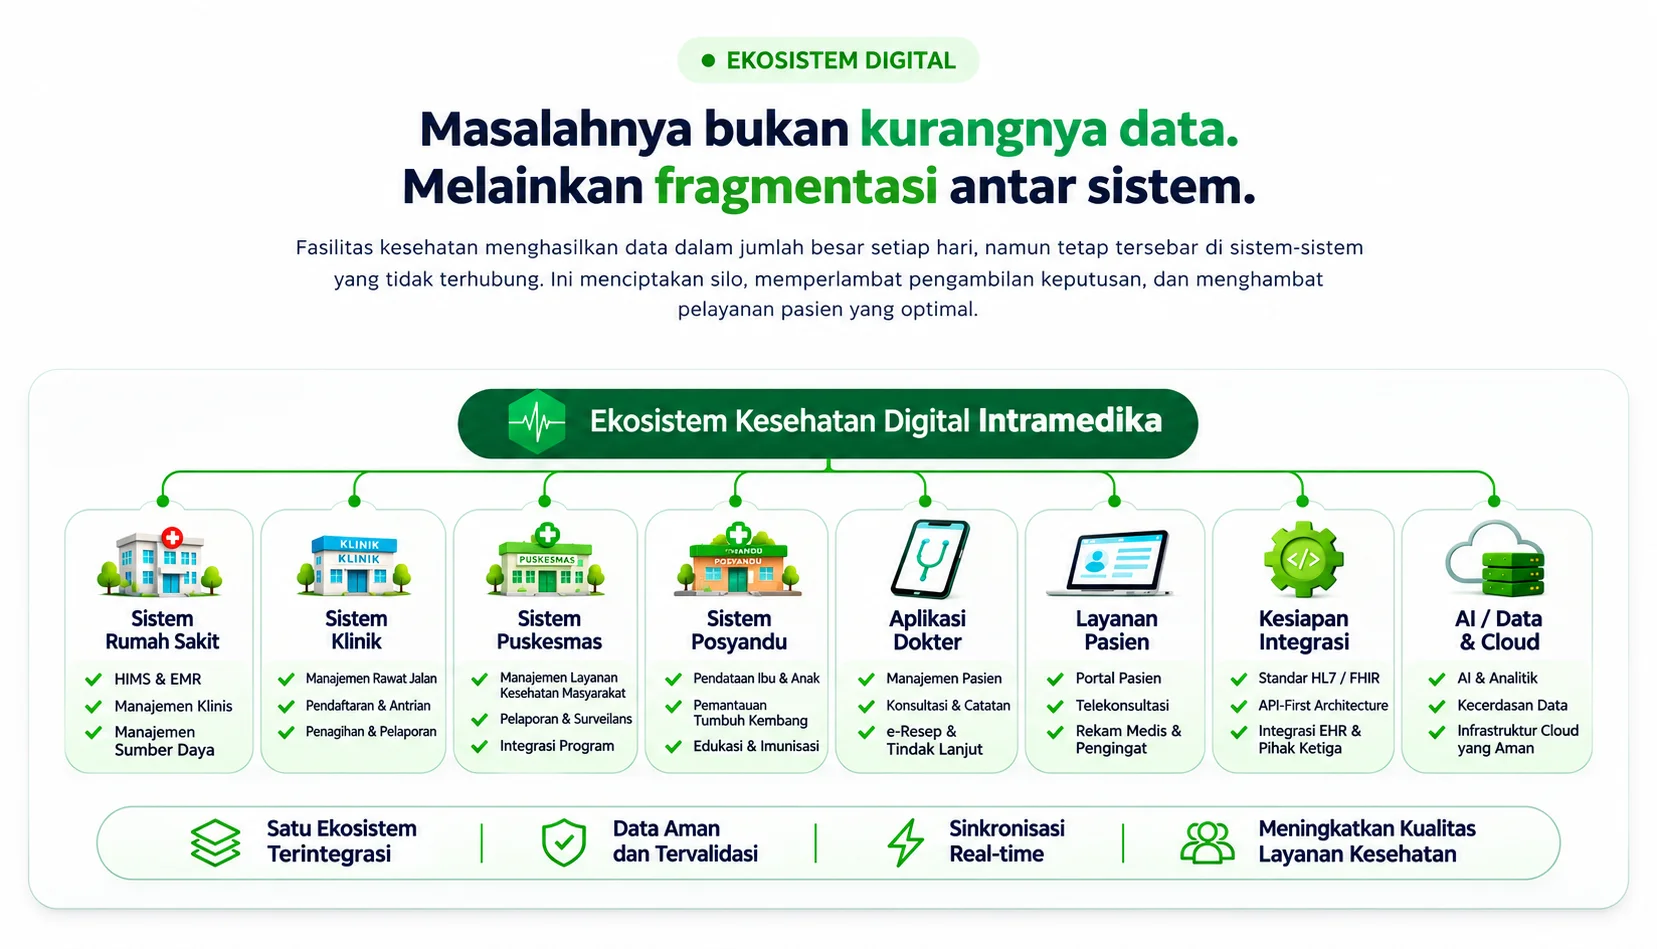 EKOSISTEM DIGITAL
Masalahnya bukan kurangnya data.
Melainkan fragmentasi antar sistem.
Fasilitas kesehatan menghasilkan data dalam jumlah besar setiap hari, namun tetap tersebar di sistem-sistem
yang tidak terhubung. Ini menciptakan silo, memperlambat pengambilan keputusan, dan menghambat
pelayanan pasien yang optimal.
Ekosistem Kesehatan Digital Intramedika
Sistem
Rumah Sakit
HIMS & EMR
Manajemen Klinis
Manajemen
Sumber Daya
KLINIK
KLINIK
Sistem
Klinik
Manajemen Rawat Jalan
Pendaftaran & Antrian
Penagihan & Pelaporan
PUSKESMAS
Sistem
Puskesmas
Manajemen Layanan
Kesehatan Masyarakat
Pelaporan & Surveilans
Integrasi Program
POSYANDU
Sistem
Posyandu
Pendataan Ibu & Anak
Pemantauan
Tumbuh Kembang
Edukasi & Imunisasi
Aplikasi
Dokter
Manajemen Pasien
Konsultasi & Catatan
e-Resep &
Tindak Lanjut
Layanan
Pasien
Portal Pasien
Telekonsultasi
Rekam Medis &
Pengingat
</>
Kesiapan
Integrasi
Standar HL7 / FHIR
API-First Architecture
Integrasi EHR &
Pihak Ketiga
AI / Data
& Cloud
AI & Analitik
Kecerdasan Data
Infrastruktur Cloud
yang Aman
Satu Ekosistem
Terintegrasi
Data Aman
dan Tervalidasi
Sinkronisasi
Real-time
Meningkatkan Kualitas
Layanan Kesehatan